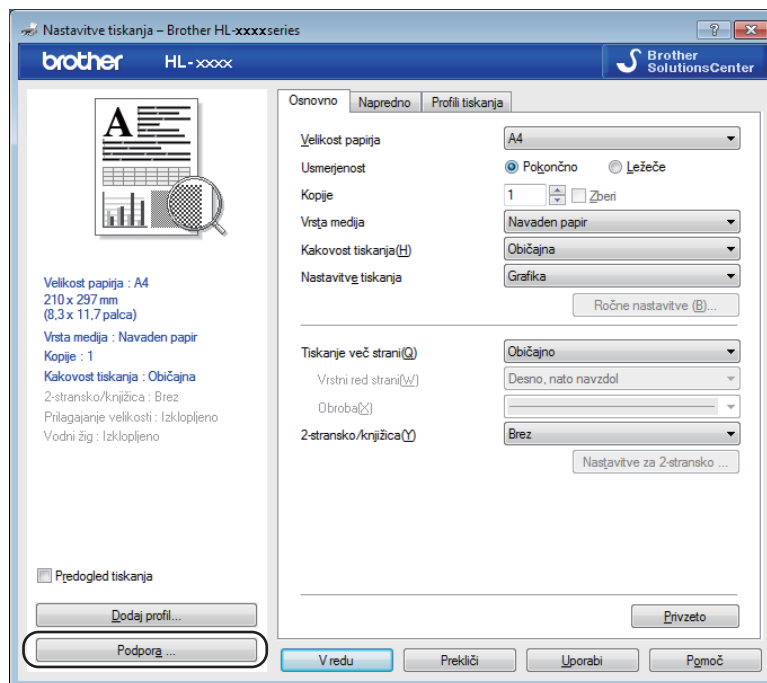 Nastavitve tiskanja – Brother HL-xxxx series
brother HL-xxxx
Brother
SolutionsCenter
Osnovno Napredno Profili tiskanja
A
Velikost papirja A4
Usmerjenost Pokončno Ležeče
Kopije 1 Zberi
Vrsta medija Navaden papir
Kakovost tiskanja(H) Običajna
Nastavitve tiskanja Grafika
Ročne nastavitve (B)...
Tiskanje več strani(Q) Običajno
Vrstni red strani(W) Desno, nato navzdol
Obroba(X)
2-stransko/knjižica(Y) Brez
Nastavitve za 2-stransko ...
Velikost papirja : A4
210 x 297 mm
(8,3 x 11,7 palca)
Vrsta medija : Navaden papir
Kopije : 1
Kakovost tiskanja : Običajna
2-stransko/knjižica : Brez
Prilagajanje velikosti : Izklopljeno
Vodni žig : Izklopljeno
Predogled tiskanja
Dodaj profil...
Podpora ...
Privzeto
V redu Prekliči Uporabi Pomoč